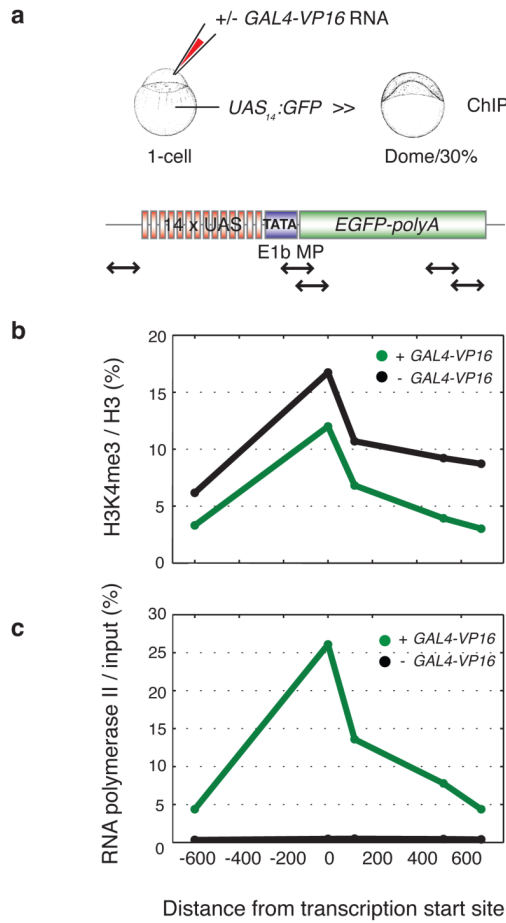 a
+/- GAL4-VP16 RNA
UAS14:GFP >>
ChIP
1-cell
Dome/30%
14 x UAS
TATA
EGFP-polyA
E1b MP
b
H3K4me3 / H3 (%)
20
15
10
5
0
+ GAL4-VP16
- GAL4-VP16
c
RNA polymerase II / input (%)
30
25
20
15
10
5
0
+ GAL4-VP16
- GAL4-VP16
-600 -400 -200 0 200 400 600
Distance from transcription start site